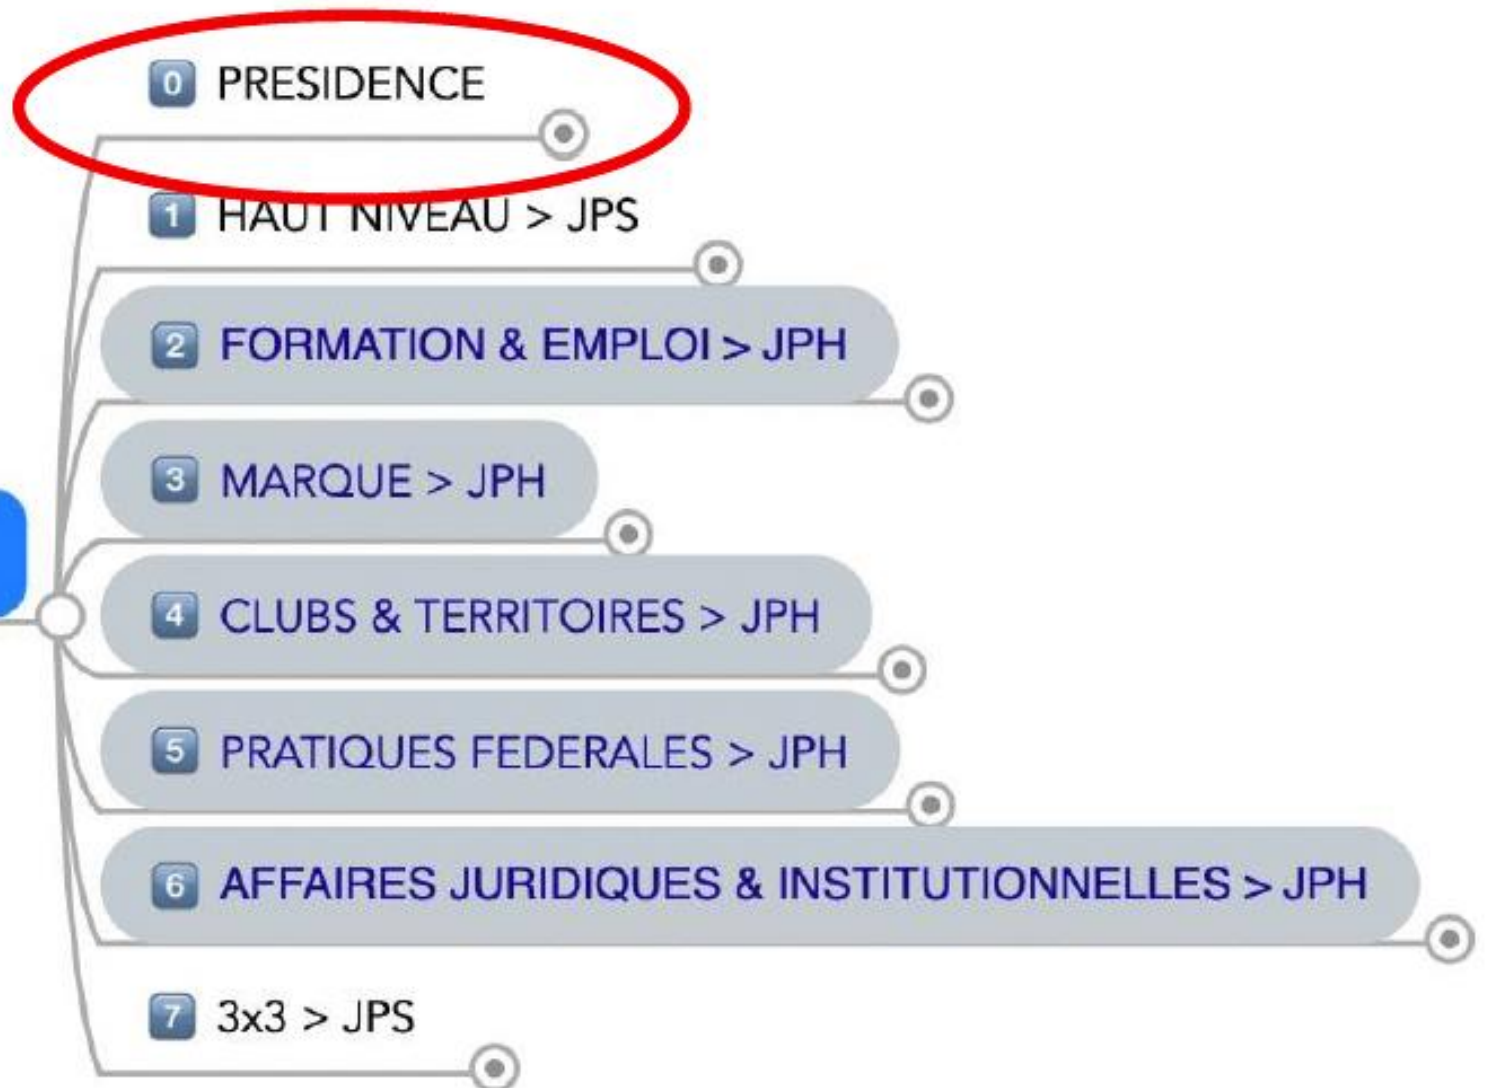 0 PRESIDENCE
1 HAUT NIVEAU > JPS
2 FORMATION & EMPLOI > JPH
3 MARQUE > JPH
4 CLUBS & TERRITOIRES > JPH
5 PRATIQUES FEDERALES > JPH
6 AFFAIRES JURIDIQUES & INSTITUTIONNELLES > JPH
7 3x3 > JPS